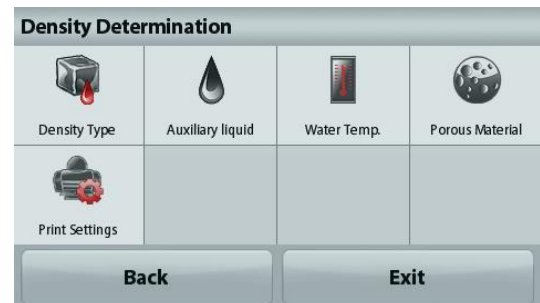 Density Determination
Density Type
Auxiliary liquid
Water Temp.
Porous Material
Print Settings
Back
Exit